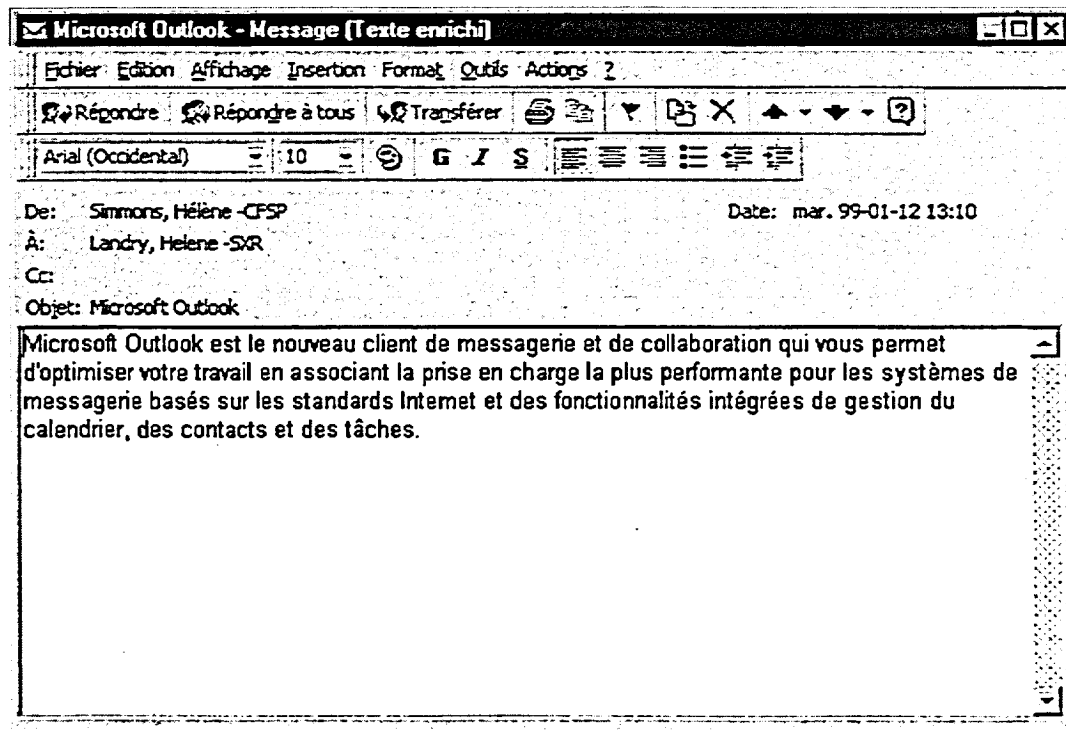 Microsoft Outlook - Message (Texte enrichi)
Fichier Edition Affichage Insertion Format Outils Actions ?
Répondre Répondre à tous Transférer
Arial (Occidental) 10 G I S
De: Simmons, Hélène -CFSP Date: mar. 99-01-12 13:10
À: Landry, Helene -SXR
Cc:
Objet: Microsoft Outlook
Microsoft Outlook est le nouveau client de messagerie et de collaboration qui vous permet
d'optimiser votre travail en associant la prise en charge la plus performante pour les systèmes de
messagerie basés sur les standards Internet et des fonctionnalités intégrées de gestion du
calendrier, des contacts et des tâches.